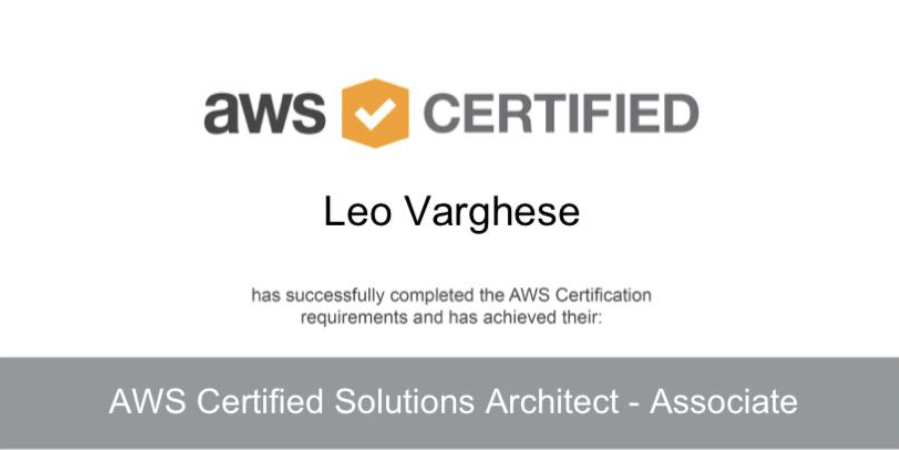 aws CERTIFIED
Leo Varghese
has successfully completed the AWS Certification
requirements and has achieved their:
AWS Certified Solutions Architect - Associate